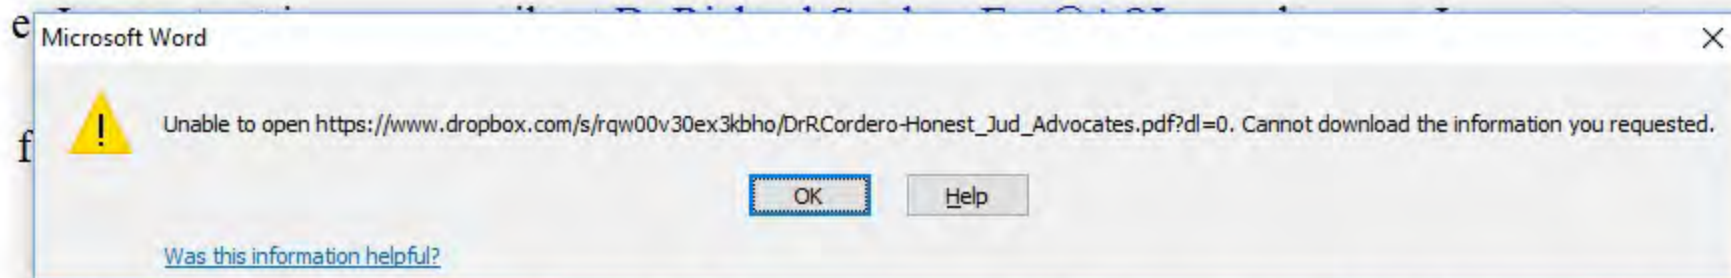 e
Microsoft Word
f
Unable to open https://www.dropbox.com/s/rqw00v30ex3kbho/DrRCordero-Honest_Jud_Advocates.pdf?dl=0. Cannot download the information you requested.
OK Help
Was this information helpful?